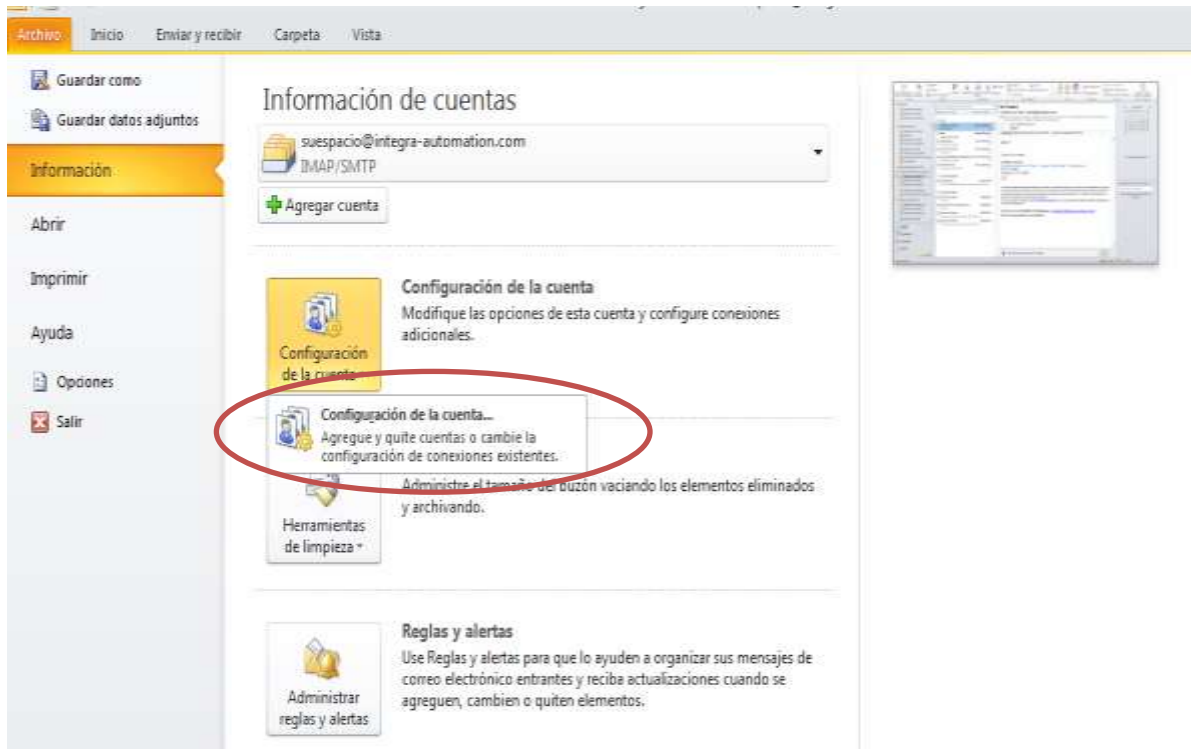 Archivo Inicio Enviar y recibir Carpeta Vista
Guardar como
Guardar datos adjuntos
Información
Abrir
Imprimir
Ayuda
Opciones
Salir
Información de cuentas
suespacio@integra-automation.com
IMAP/SMTP
Agregar cuenta
Configuración
de la cuenta
Configuración de la cuenta
Modifique las opciones de esta cuenta y configure conexiones
adicionales.
Configuración de la cuenta...
Agregue y quite cuentas o cambie la
configuración de conexiones existentes.
Herramientas
de limpieza
Administre el tamaño del buzón vaciando los elementos eliminados
y archivando.
Administrar
reglas y alertas
Reglas y alertas
Use Reglas y alertas para que lo ayuden a organizar sus mensajes de
correo electrónico entrantes y reciba actualizaciones cuando se
agreguen, cambien o quiten elementos.